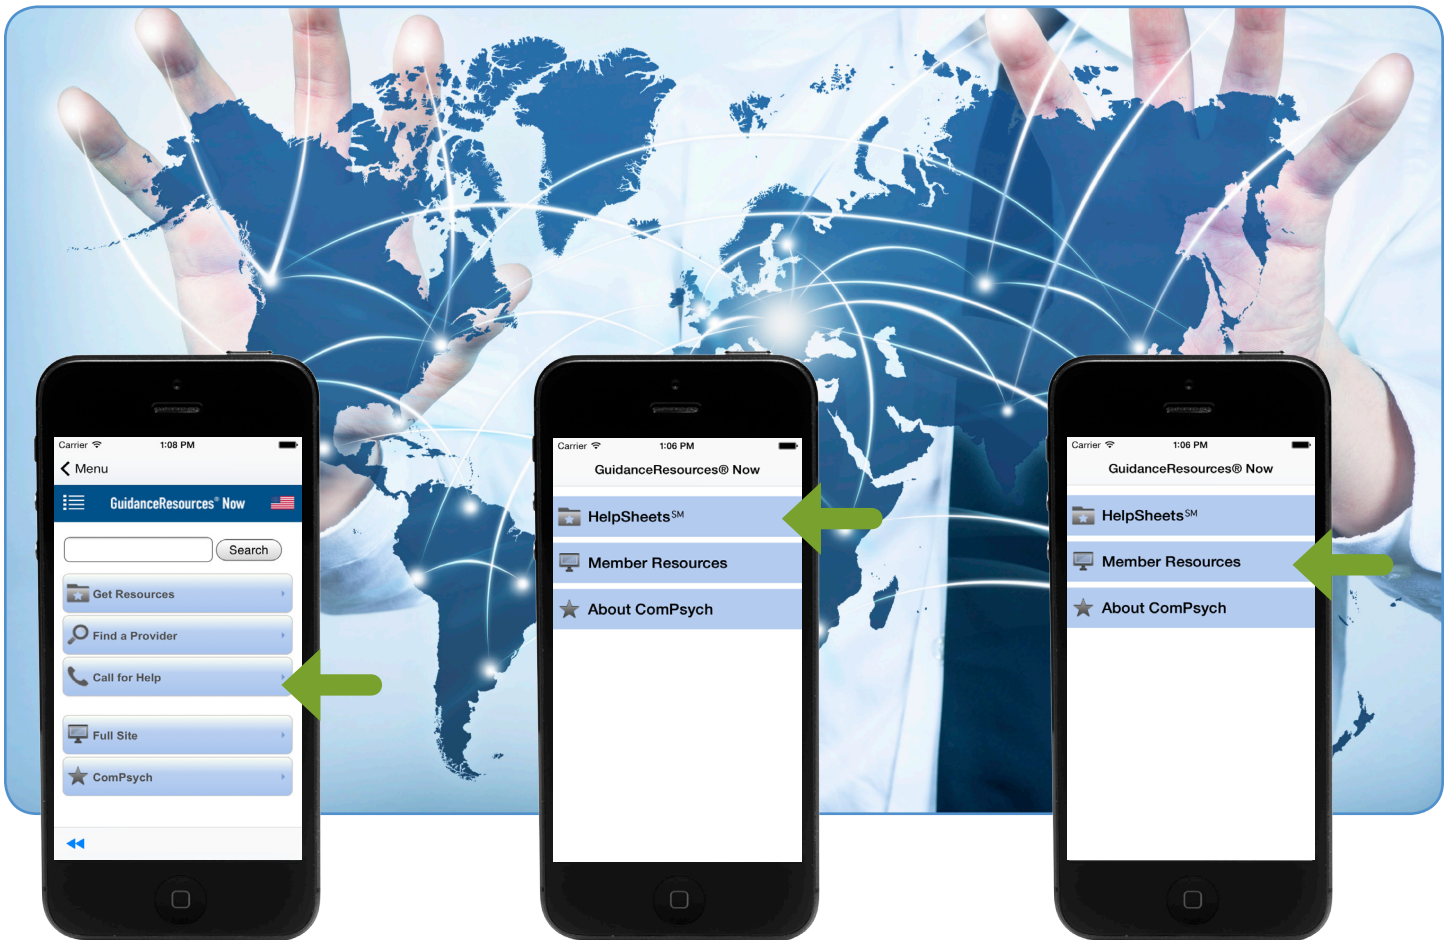 Carrier 1:08 PM
Menu
GuidanceResources® Now
Search
Get Resources
Find a Provider
Call for Help
Full Site
ComPsych
Carrier 1:06 PM
GuidanceResources® Now
HelpSheets℠
Member Resources
About ComPsych
Carrier 1:06 PM
GuidanceResources® Now
HelpSheets℠
Member Resources
About ComPsych